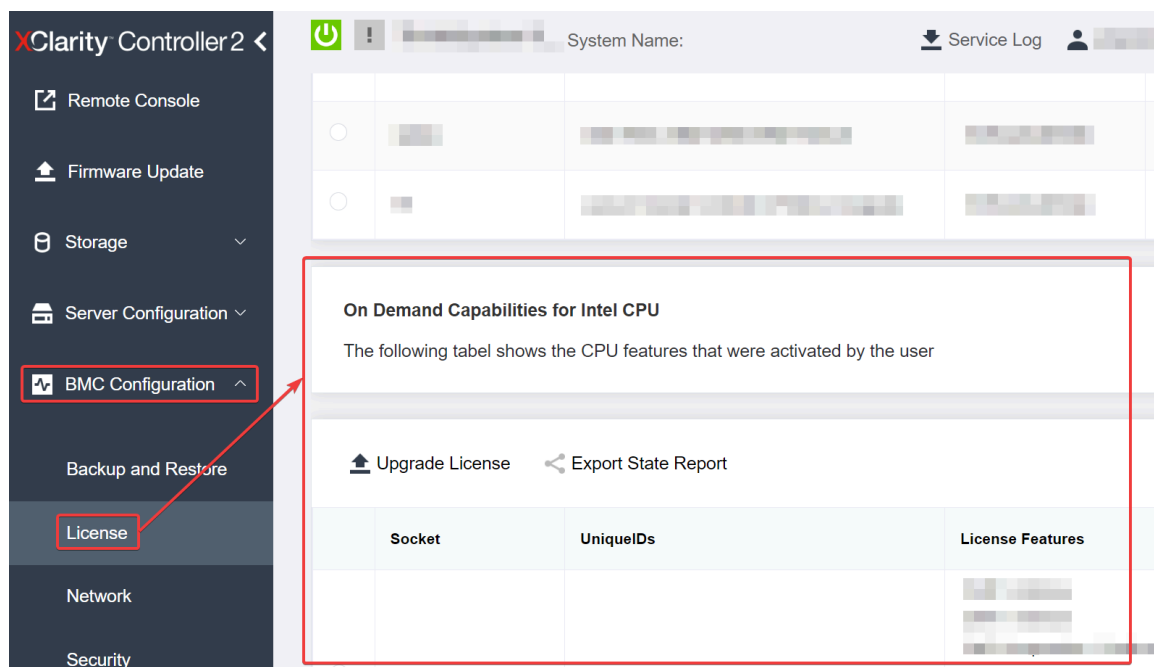 XClarity Controller 2
Remote Console
Firmware Update
Storage
Server Configuration
BMC Configuration
Backup and Restore
License
Network
Security
System Name:
Service Log
On Demand Capabilities for Intel CPU
The following tabel shows the CPU features that were activated by the user
Upgrade License
Export State Report
Socket
UniqueIDs
License Features